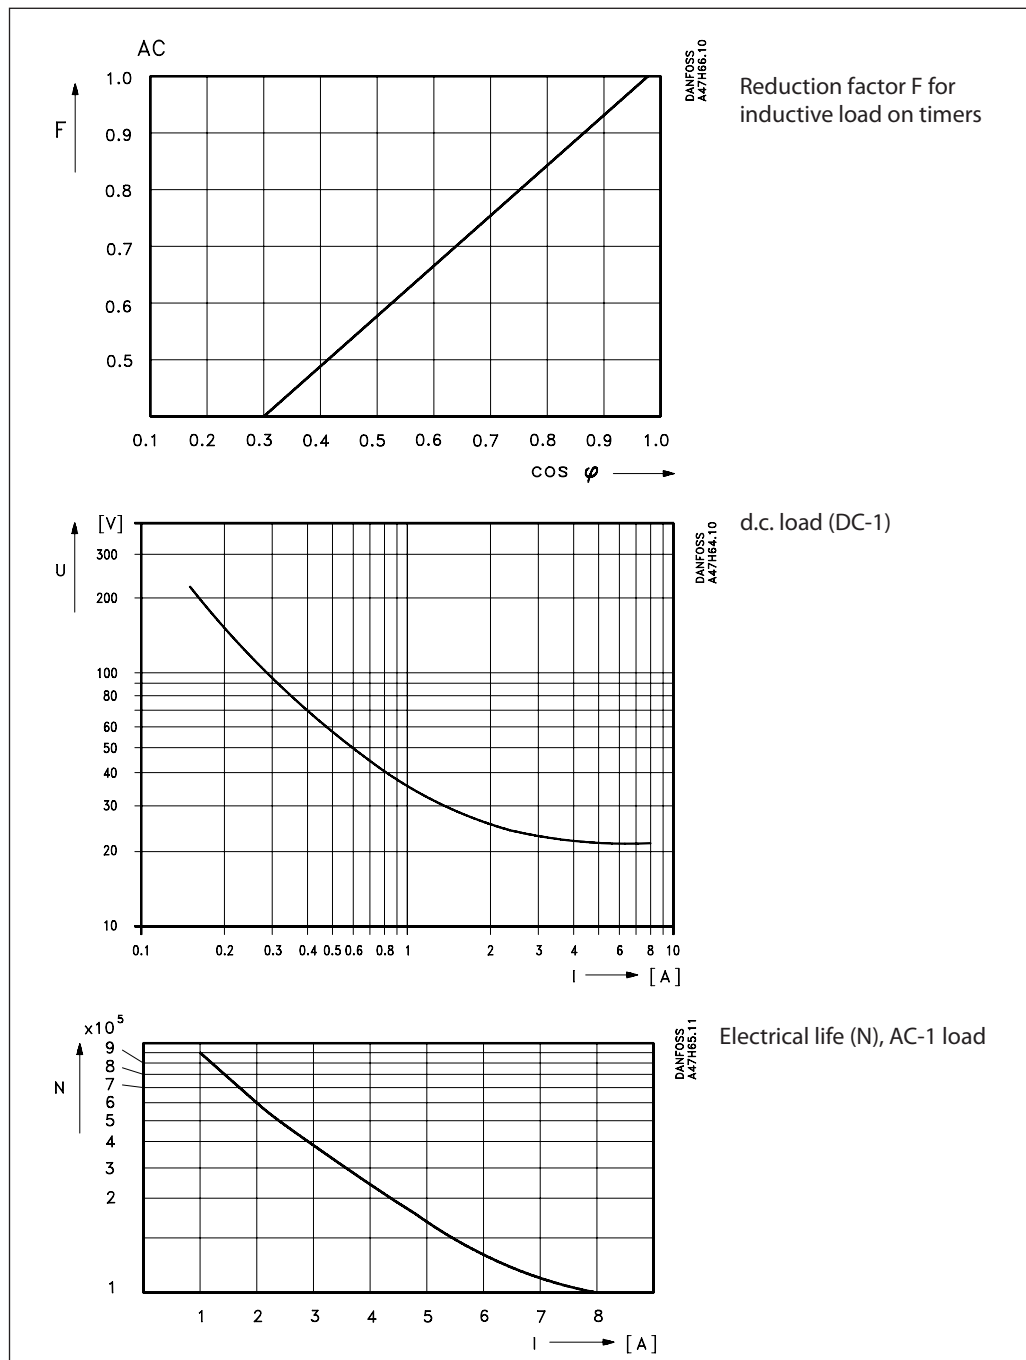 AC
F
1.0
0.9
0.8
0.7
0.6
0.5
0.1 0.2 0.3 0.4 0.5 0.6 0.7 0.8 0.9 1.0
cos φ
DANFOSS
A47H66.10
Reduction factor F for
inductive load on timers
[V]
U
300
200
100
80
60
50
40
30
20
10
0.1 0.2 0.3 0.4 0.5 0.6 0.8 1 2 3 4 6 8 10
I [A]
DANFOSS
A47H64.10
d.c. load (DC-1)
x10⁵
N
9
8
7
6
5
4
3
2
1
1 2 3 4 5 6 7 8
I [A]
DANFOSS
A47H65.11
Electrical life (N), AC-1 load